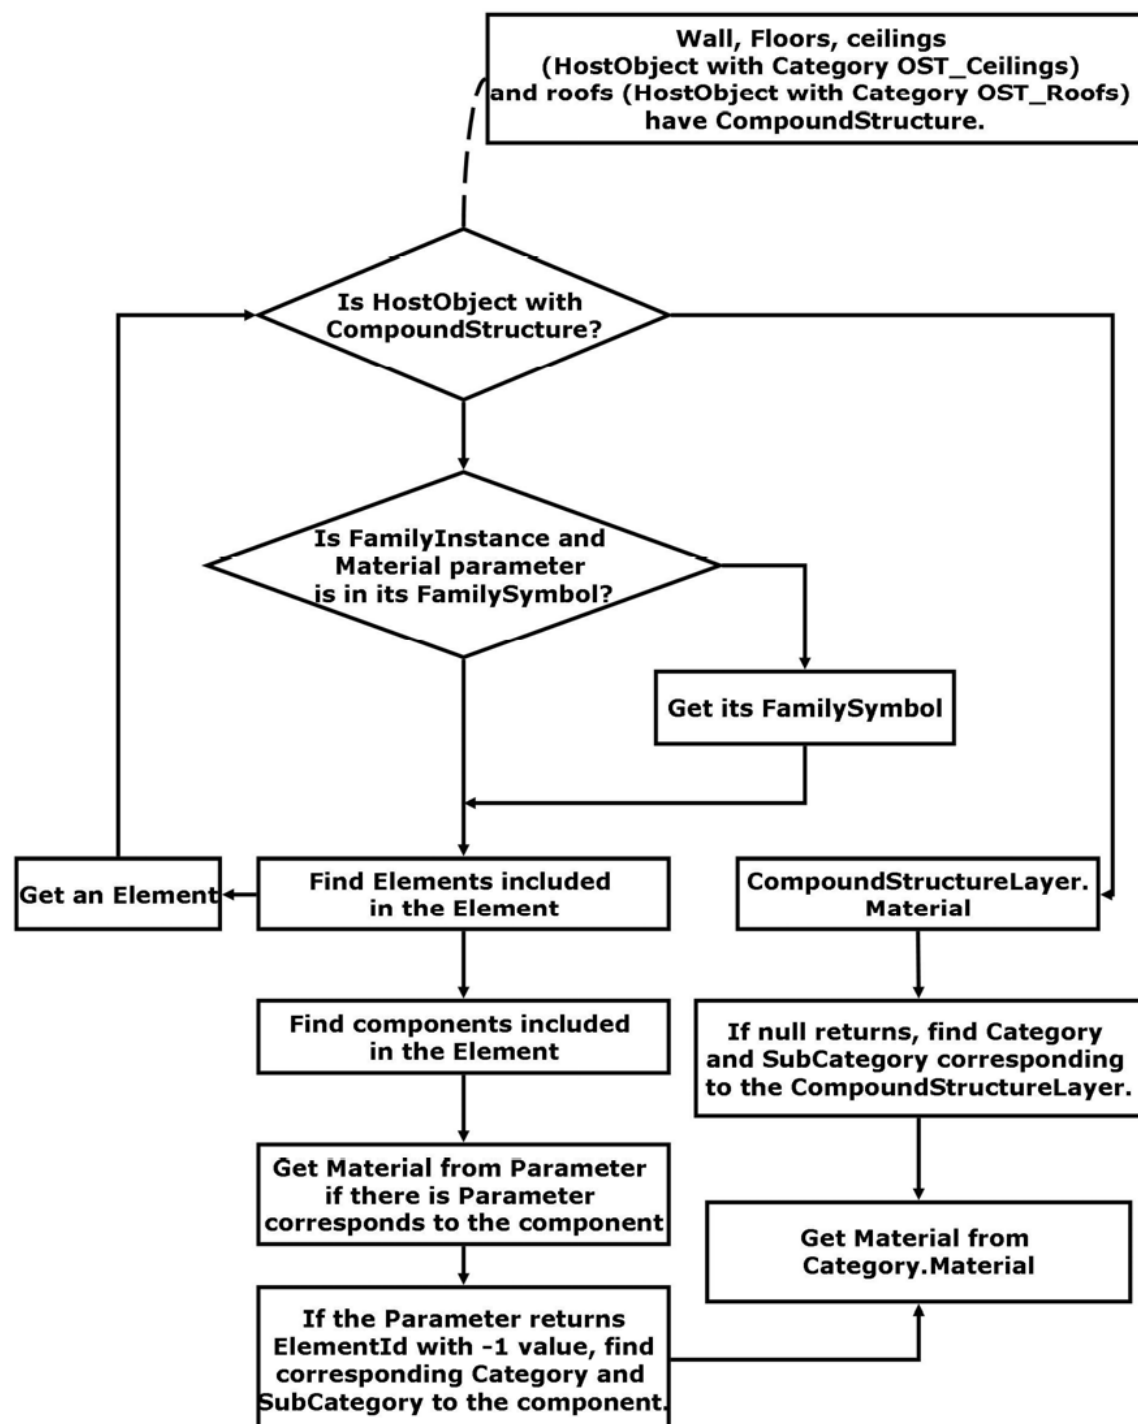 Wall, Floors, ceilings
(HostObject with Category OST_Ceilings)
and roofs (HostObject with Category OST_Roofs)
have CompoundStructure.
Is HostObject with
CompoundStructure?
Is FamilyInstance and
Material parameter
is in its FamilySymbol?
Get its FamilySymbol
Get an Element
Find Elements included
in the Element
CompoundStructureLayer.
Material
Find components included
in the Element
If null returns, find Category
and SubCategory corresponding
to the CompoundStructureLayer.
Get Material from Parameter
if there is Parameter
corresponds to the component
Get Material from
Category.Material
If the Parameter returns
ElementId with -1 value, find
corresponding Category and
SubCategory to the component.